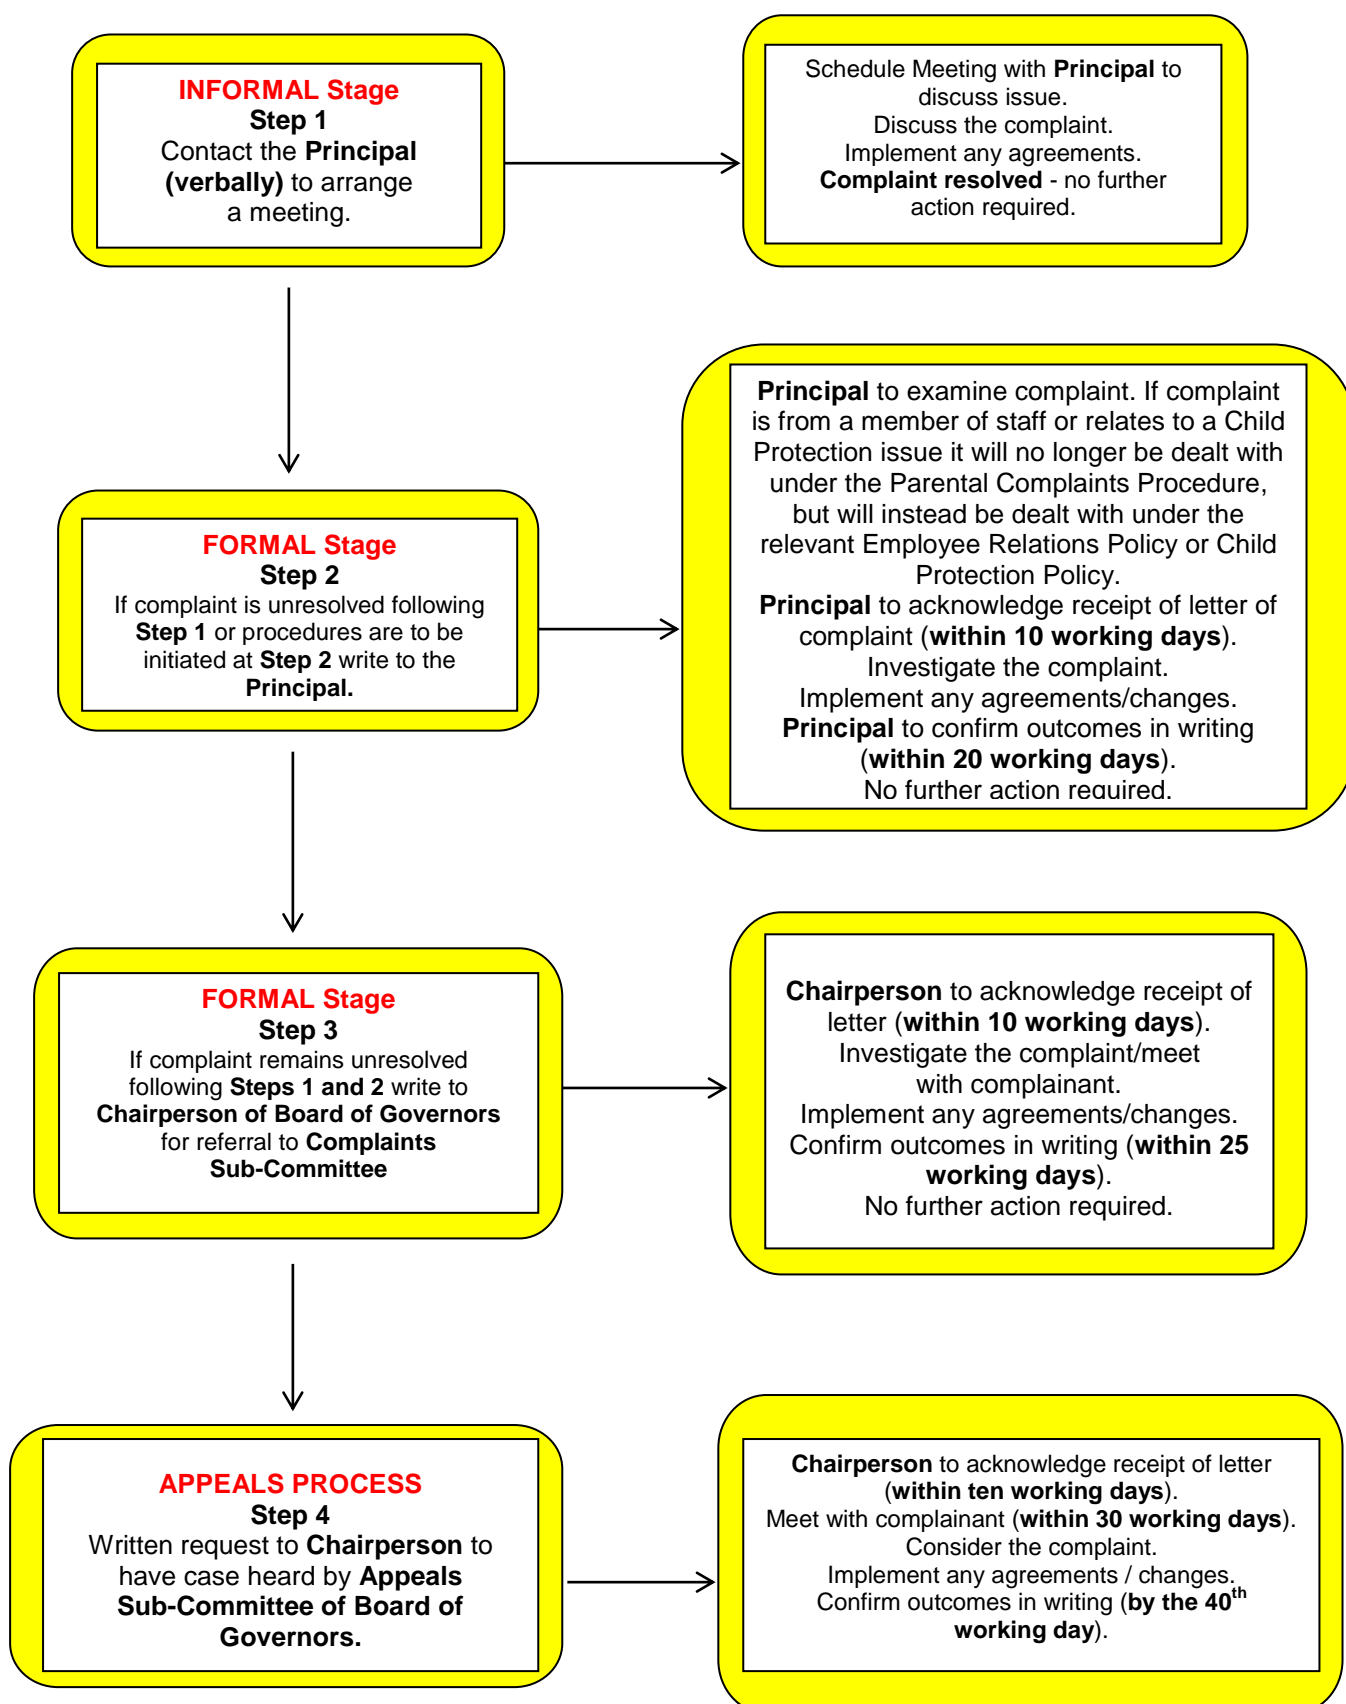 INFORMAL Stage
Step 1
Contact the Principal
(verbally) to arrange
a meeting.
Schedule Meeting with Principal to
discuss issue.
Discuss the complaint.
Implement any agreements.
Complaint resolved - no further
action required.
FORMAL Stage
Step 2
If complaint is unresolved following
Step 1 or procedures are to be
initiated at Step 2 write to the
Principal.
Principal to examine complaint. If complaint
is from a member of staff or relates to a Child
Protection issue it will no longer be dealt with
under the Parental Complaints Procedure,
but will instead be dealt with under the
relevant Employee Relations Policy or Child
Protection Policy.
Principal to acknowledge receipt of letter of
complaint (within 10 working days).
Investigate the complaint.
Implement any agreements/changes.
Principal to confirm outcomes in writing
(within 20 working days).
No further action required.
FORMAL Stage
Step 3
If complaint remains unresolved
following Steps 1 and 2 write to
Chairperson of Board of Governors
for referral to Complaints
Sub-Committee
Chairperson to acknowledge receipt of
letter (within 10 working days).
Investigate the complaint/meet
with complainant.
Implement any agreements/changes.
Confirm outcomes in writing (within 25
working days).
No further action required.
APPEALS PROCESS
Step 4
Written request to Chairperson to
have case heard by Appeals
Sub-Committee of Board of
Governors.
Chairperson to acknowledge receipt of letter
(within ten working days).
Meet with complainant (within 30 working days).
Consider the complaint.
Implement any agreements / changes.
Confirm outcomes in writing (by the 40th
working day).